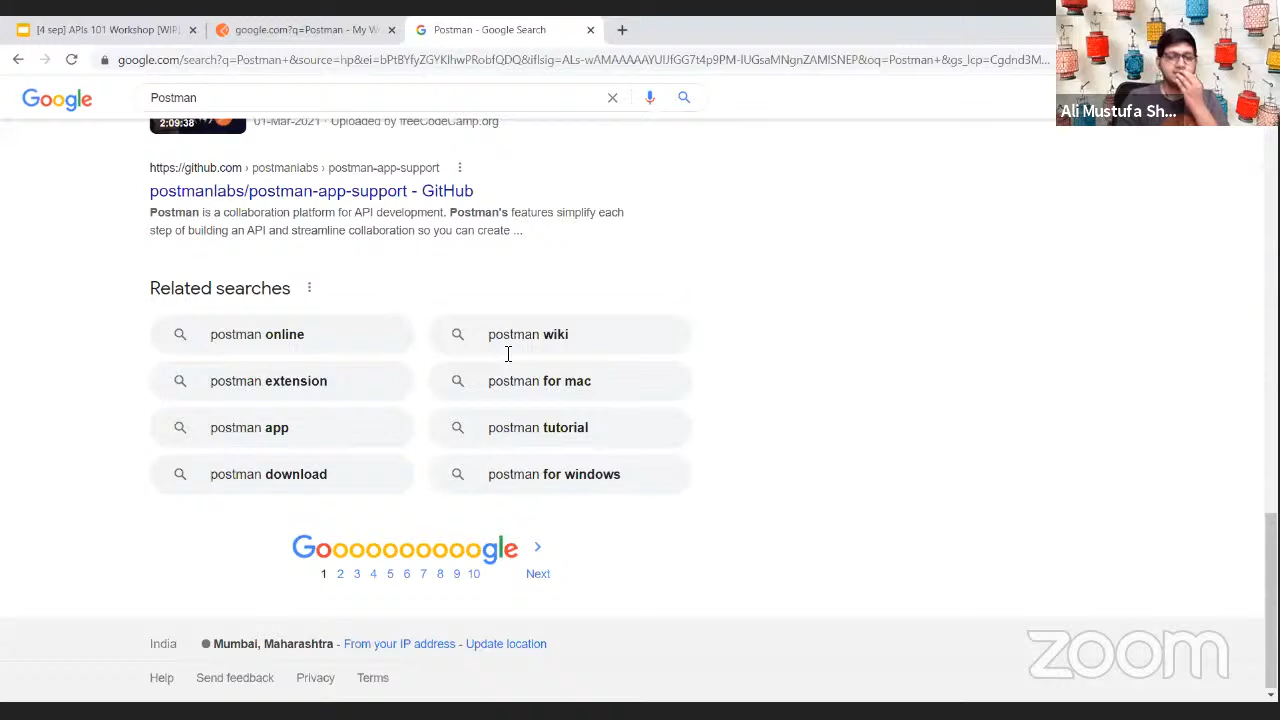 [4 sep] APIs 101 Workshop [WIP]
google.com?q=Postman - My W
Postman - Google Search
Ali Mustufa Sh...
Google
Postman
2:09:38
01-Mar-2021 · Uploaded by freeCodeCamp.org
https://github.com › postmanlabs › postman-app-support
postmanlabs/postman-app-support - GitHub
Postman is a collaboration platform for API development. Postman's features simplify each
step of building an API and streamline collaboration so you can create ...
Related searches
postman online
postman wiki
postman extension
postman for mac
postman app
postman tutorial
postman download
postman for windows
Goooooooooogle
1 2 3 4 5 6 7 8 9 10 Next
India Mumbai, Maharashtra - From your IP address - Update location
Help Send feedback Privacy Terms
zoom